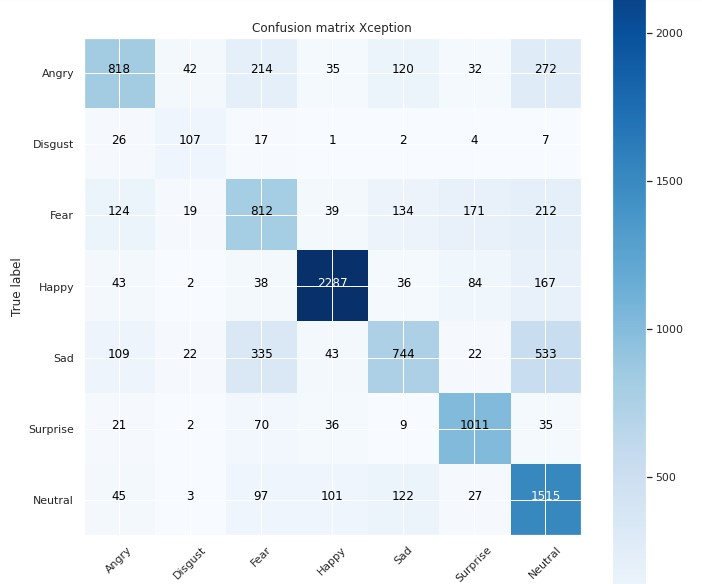 Confusion matrix Xception
2000
Angry 818 42 214 35 120 32 272
Disgust 26 107 17 1 2 4 7
1500
Fear 124 19 812 39 134 171 212
True label
Happy 43 2 38 2287 36 84 167
1000
Sad 109 22 335 43 744 22 533
Surprise 21 2 70 36 9 1011 35
500
Neutral 45 3 97 101 122 27 1515
Angry Disgust Fear Happy Sad Surprise Neutral